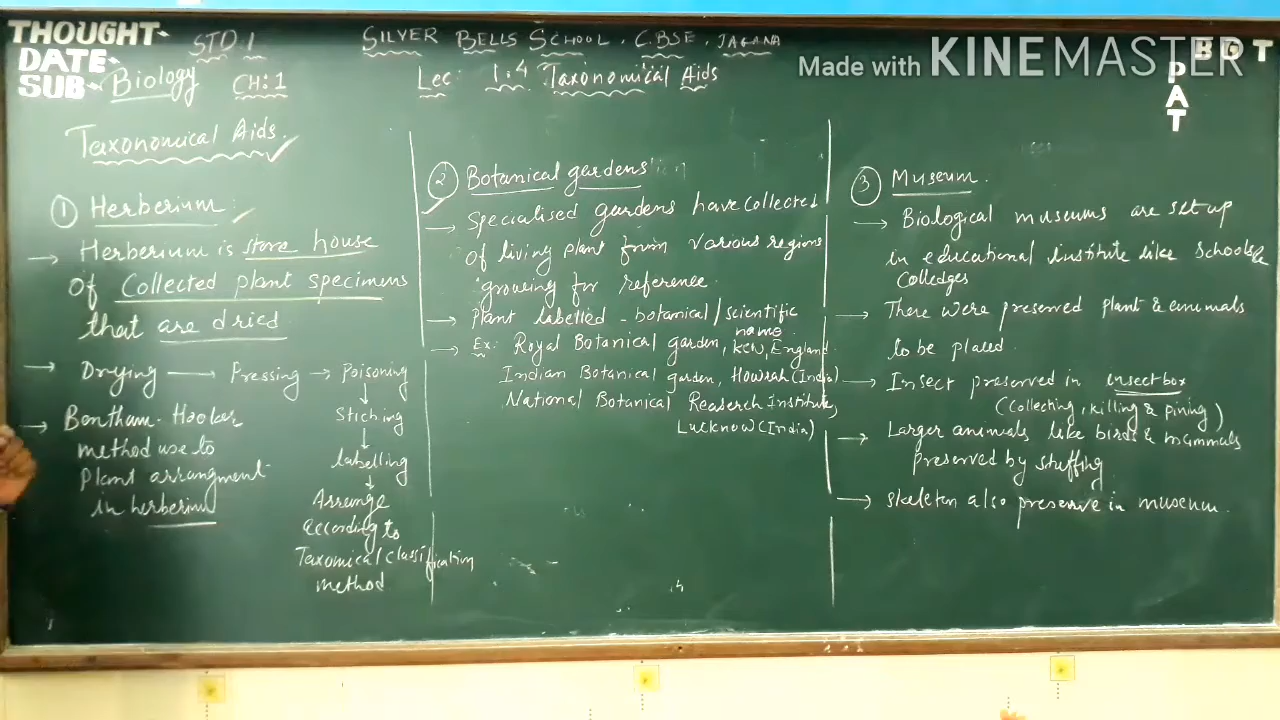 THOUGHT-
DATE-
SUB- Biology
STD.1
CH:1
SILVER BELLS SCHOOL, CBSE, JAGANA
Lec: 1.4 Taxonomical Aids
Made with KINEMASTER
P
A
T
Taxonomical Aids.
① Herberium
→ Herberium is store house
of Collected plant specimens
that are dried
→ Drying → Pressing → Poisoning
↓
Stiching
↓
labelling
↓
Arrange
according to
Taxomical classification
method
→ Bentham-Hooker
method use to
plant arrangment
in herberium
② Botanical gardens
→ Specialised gardens have collected
of living plant from various regions
growing for reference.
→ Plant labelled - botanical/scientific
name.
→ Ex: Royal Botanical garden, Kew, England.
Indian Botanical garden, Howrah (India)
National Botanical Reaserch Institute,
Lucknow (India)
③ Museum.
→ Biological museums are set up
in educational institute like schools &
Colledges
→ There were preserved plant & animals
to be placed.
→ Insect preserved in insect box
(Collecting, killing & pining)
→ Larger animals like birds & mammals
preserved by stuffing
→ skeleton also preserve in museum.